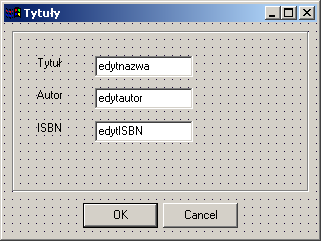 Tytuły
Tytuł edytnazwa
Autor edytautor
ISBN edytISBN
OK Cancel